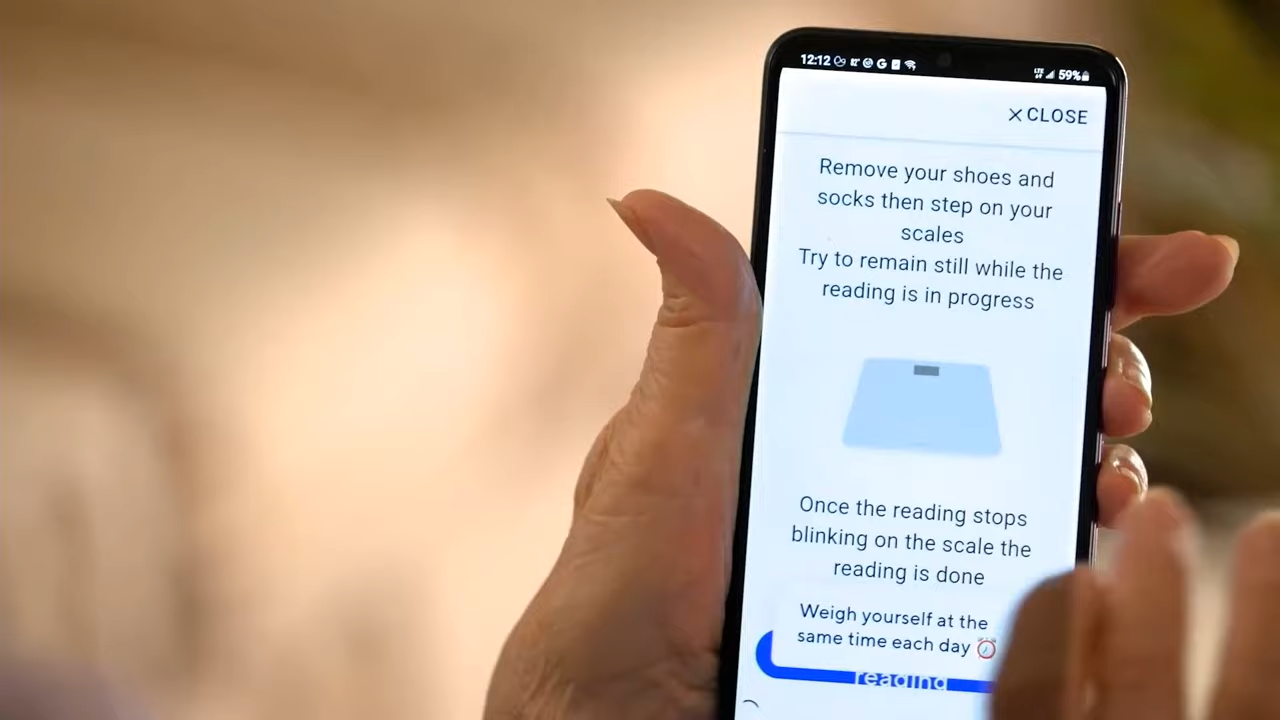 12:12
LTE
59%
CLOSE
Remove your shoes and
socks then step on your
scales
Try to remain still while the
reading is in progress
Once the reading stops
blinking on the scale the
reading is done
Weigh yourself at the
same time each day ⏰
reading